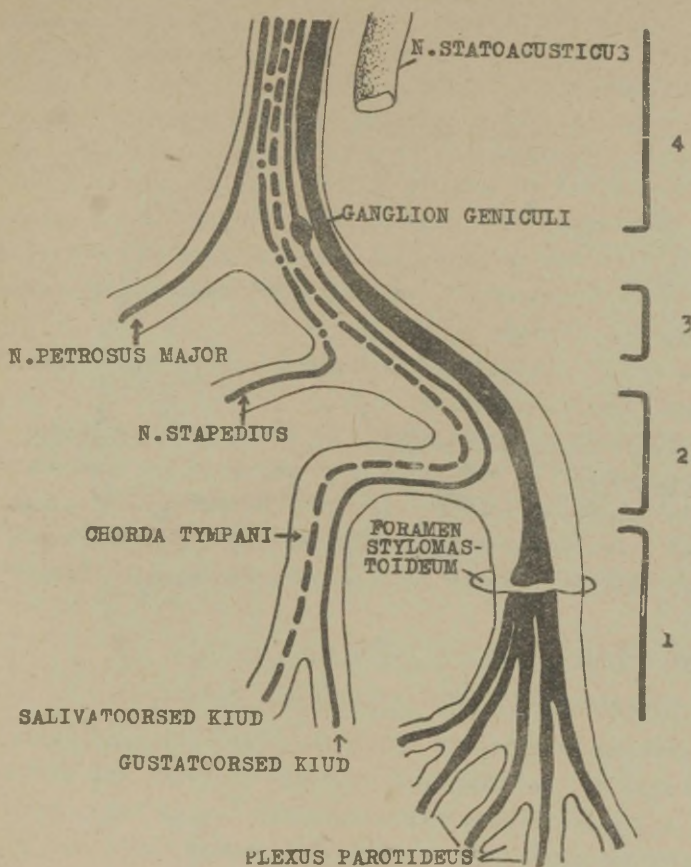 N.STATOACUSTICUS
4
GANGLION GENICULI
3
N.PETROSUS MAJOR
N.STAPEDIUS
2
CHORDA TYMPANI
FORAMEN
STYLOMAS-
TOIDEUM
1
SALIVATOORSED KIUD
GUSTATOORSED KIUD
PLEXUS PAROTIDEUS